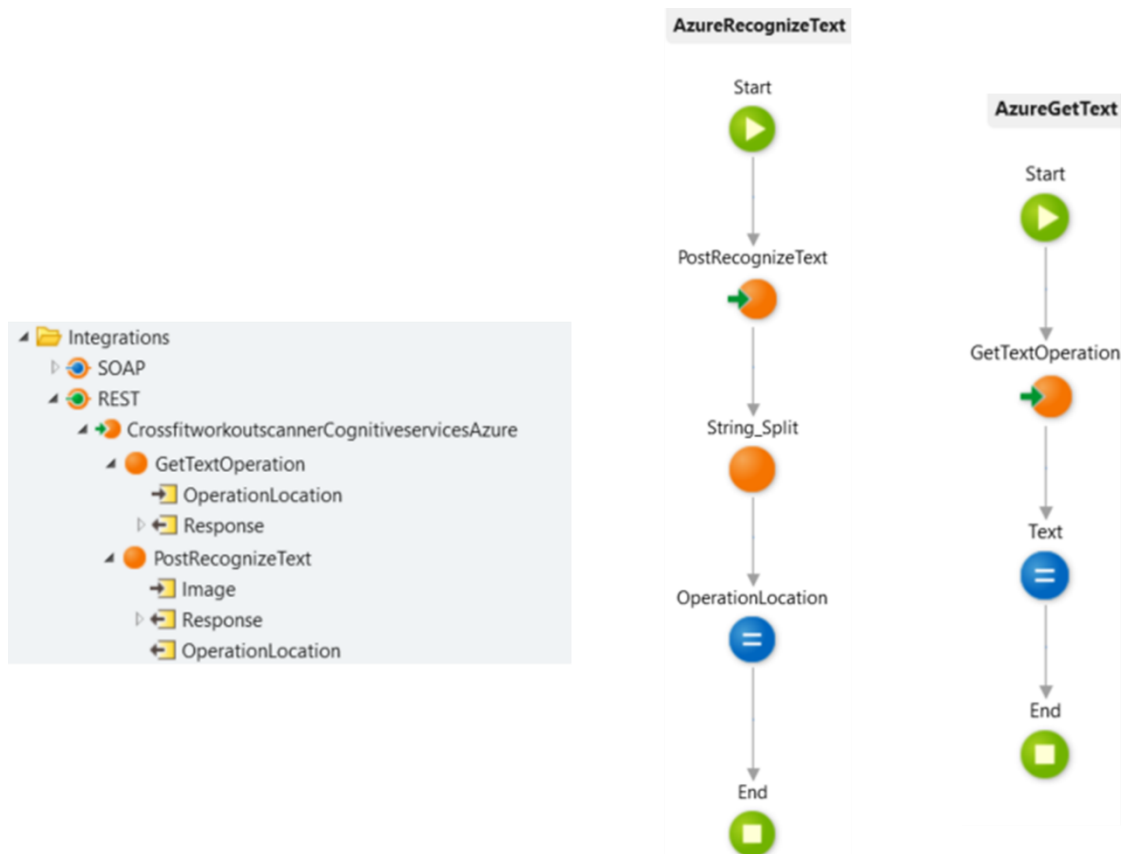 Integrations
SOAP
REST
CrossfitworkoutscannerCognitiveservicesAzure
GetTextOperation
OperationLocation
Response
PostRecognizeText
Image
Response
OperationLocation
AzureRecognizeText
Start
PostRecognizeText
String_Split
OperationLocation
End
AzureGetText
Start
GetTextOperation
Text
End